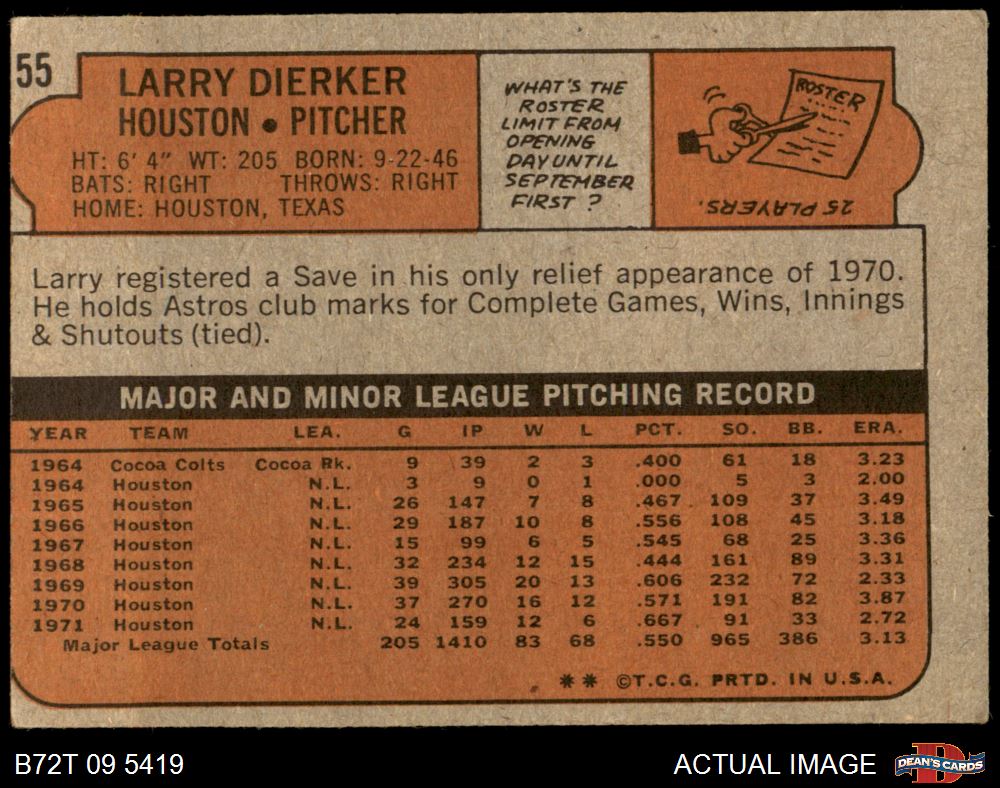 55
LARRY DIERKER
HOUSTON • PITCHER
HT: 6' 4" WT: 205 BORN: 9-22-46
BATS: RIGHT THROWS: RIGHT
HOME: HOUSTON, TEXAS
WHAT'S THE
ROSTER
LIMIT FROM
OPENING
DAY UNTIL
SEPTEMBER
FIRST ?
ROSTER
25 PLAYERS.
Larry registered a Save in his only relief appearance of 1970.
He holds Astros club marks for Complete Games, Wins, Innings
& Shutouts (tied).
MAJOR AND MINOR LEAGUE PITCHING RECORD
YEAR TEAM LEA. G IP W L PCT. SO. BB. ERA.
1964 Cocoa Colts Cocoa Rk. 9 39 2 3 .400 61 18 3.23
1964 Houston N.L. 3 9 0 1 .000 5 3 2.00
1965 Houston N.L. 26 147 7 8 .467 109 37 3.49
1966 Houston N.L. 29 187 10 8 .556 108 45 3.18
1967 Houston N.L. 15 99 6 5 .545 68 25 3.36
1968 Houston N.L. 32 234 12 15 .444 161 89 3.31
1969 Houston N.L. 39 305 20 13 .606 232 72 2.33
1970 Houston N.L. 37 270 16 12 .571 191 82 3.87
1971 Houston N.L. 24 159 12 6 .667 91 33 2.72
Major League Totals 205 1410 83 68 .550 965 386 3.13
** ©T.C.G. PRTD. IN U.S.A.
B72T 09 5419
ACTUAL IMAGE
D
DEAN'S CARDS